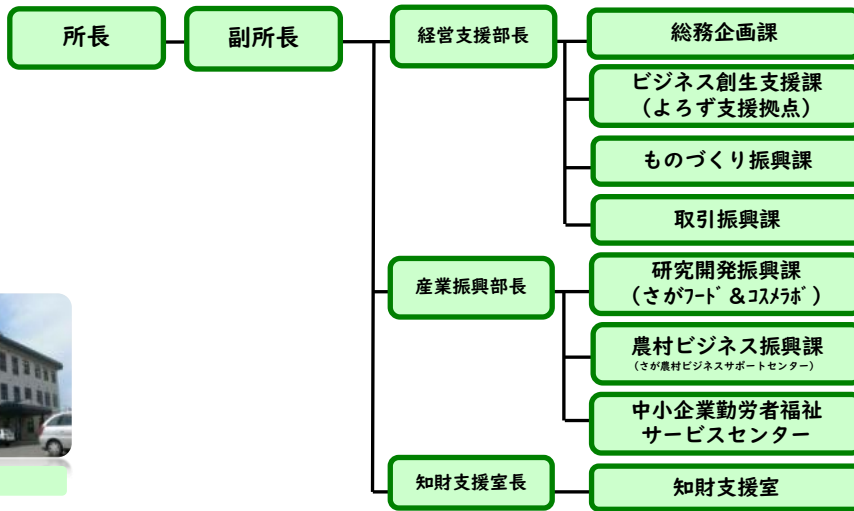 所長
副所長
経営支援部長
総務企画課
ビジネス創生支援課
(よろず支援拠点)
ものづくり振興課
取引振興課
産業振興部長
研究開発振興課
(さがﾌｰﾄﾞ&ｺｽﾒﾗﾎﾞ)
農村ビジネス振興課
(さが農村ビジネスサポートセンター)
中小企業勤労者福祉
サービスセンター
知財支援室長
知財支援室